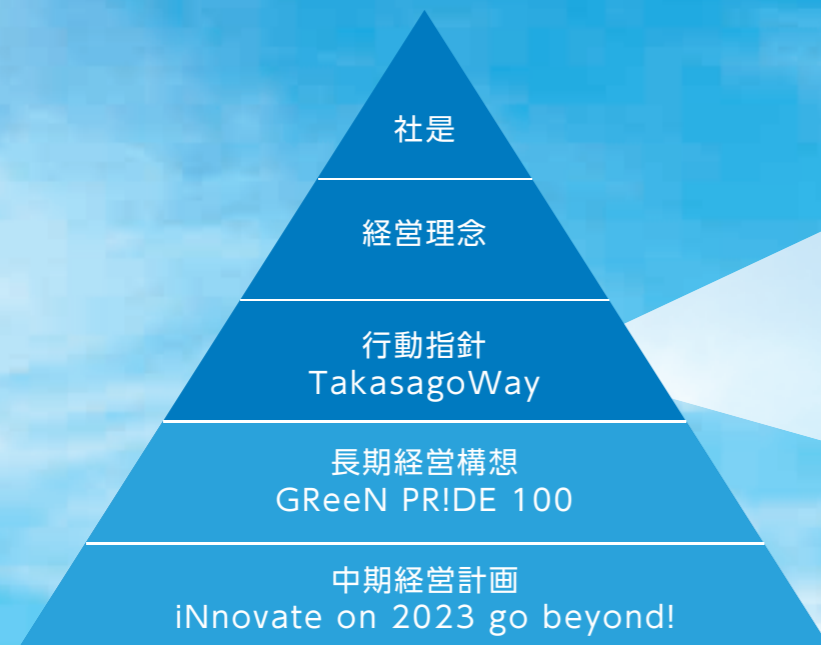 社是
経営理念
行動指針
TakasagoWay
長期経営構想
GReeN PR!DE 100
中期経営計画
iNnovate on 2023 go beyond!